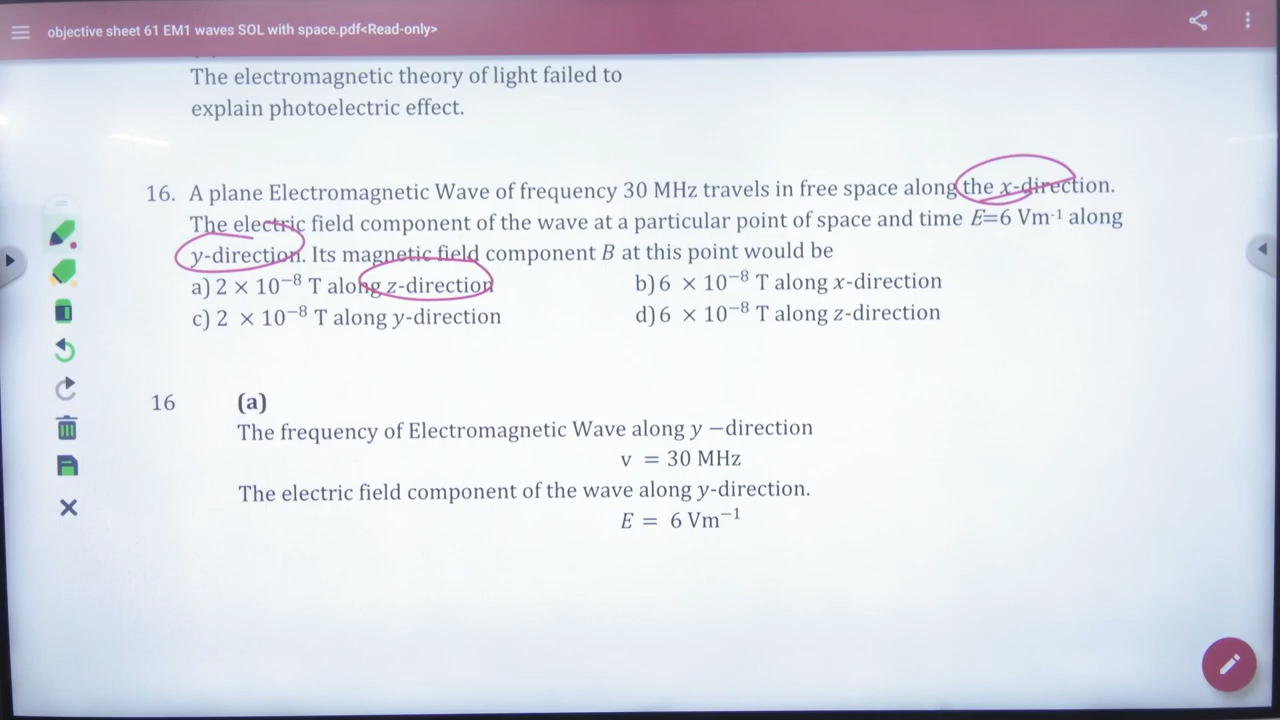 objective sheet 61 EM1 waves SOL with space.pdf<Read-only>
The electromagnetic theory of light failed to
explain photoelectric effect.
16. A plane Electromagnetic Wave of frequency 30 MHz travels in free space along the x-direction.
The electric field component of the wave at a particular point of space and time E=6 Vm⁻¹ along
y-direction. Its magnetic field component B at this point would be
a) 2 × 10⁻⁸ T along z-direction b) 6 × 10⁻⁸ T along x-direction
c) 2 × 10⁻⁸ T along y-direction d) 6 × 10⁻⁸ T along z-direction
16 (a)
The frequency of Electromagnetic Wave along y −direction
v = 30 MHz
The electric field component of the wave along y-direction.
E = 6 Vm⁻¹